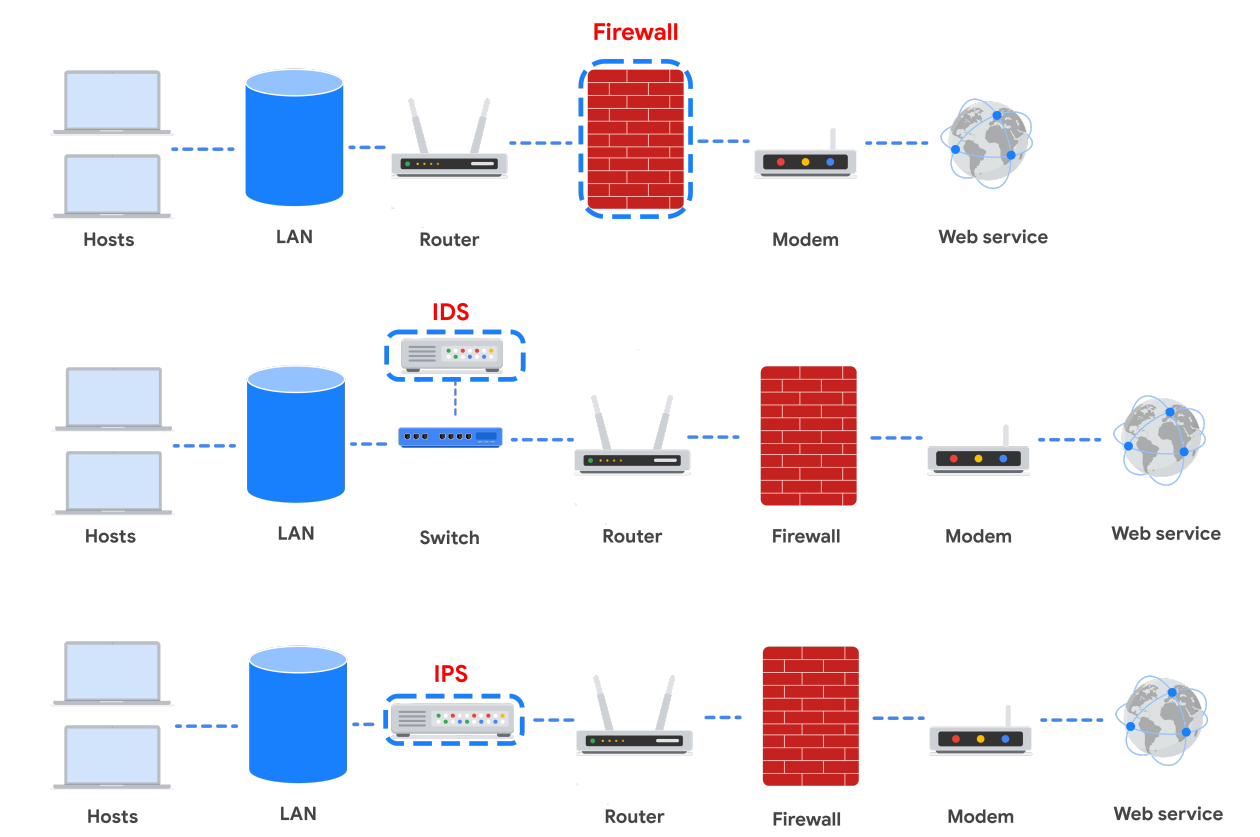 Firewall
Hosts
LAN
Router
Modem
Web service
IDS
Hosts
LAN
Switch
Router
Firewall
Modem
Web service
IPS
Hosts
LAN
Router
Firewall
Modem
Web service